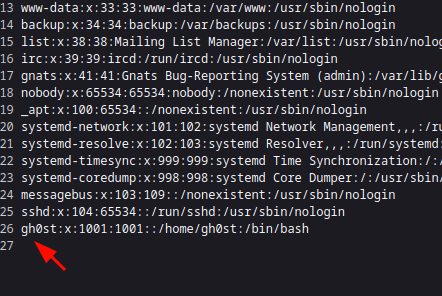 13 www-data:x:33:33:www-data:/var/www:/usr/sbin/nologin
14 backup:x:34:34:backup:/var/backups:/usr/sbin/nologin
15 list:x:38:38:Mailing List Manager:/var/list:/usr/sbin/nolo
16 irc:x:39:39:ircd:/run/ircd:/usr/sbin/nologin
17 gnats:x:41:41:Gnats Bug-Reporting System (admin):/var/lib/g
18 nobody:x:65534:65534:nobody:/nonexistent:/usr/sbin/nologin
19 _apt:x:100:65534::/nonexistent:/usr/sbin/nologin
20 systemd-network:x:101:102:systemd Network Management,,,:/ru
21 systemd-resolve:x:102:103:systemd Resolver,,,:/run/systemd:
22 systemd-timesync:x:999:999:systemd Time Synchronization:/:/
23 systemd-coredump:x:998:998:systemd Core Dumper:/:/usr/sbin/
24 messagebus:x:103:109::/nonexistent:/usr/sbin/nologin
25 sshd:x:104:65534::/run/sshd:/usr/sbin/nologin
26 gh0st:x:1001:1001::/home/gh0st:/bin/bash
27